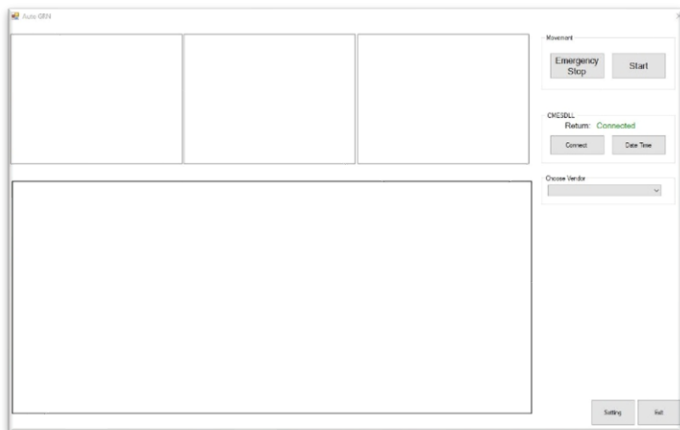 Auto GRN
Movement
Emergency
Stop
Start
CMESDLL
Return: Connected
Connect
Date Time
Choose Vendor
Setting
Exit